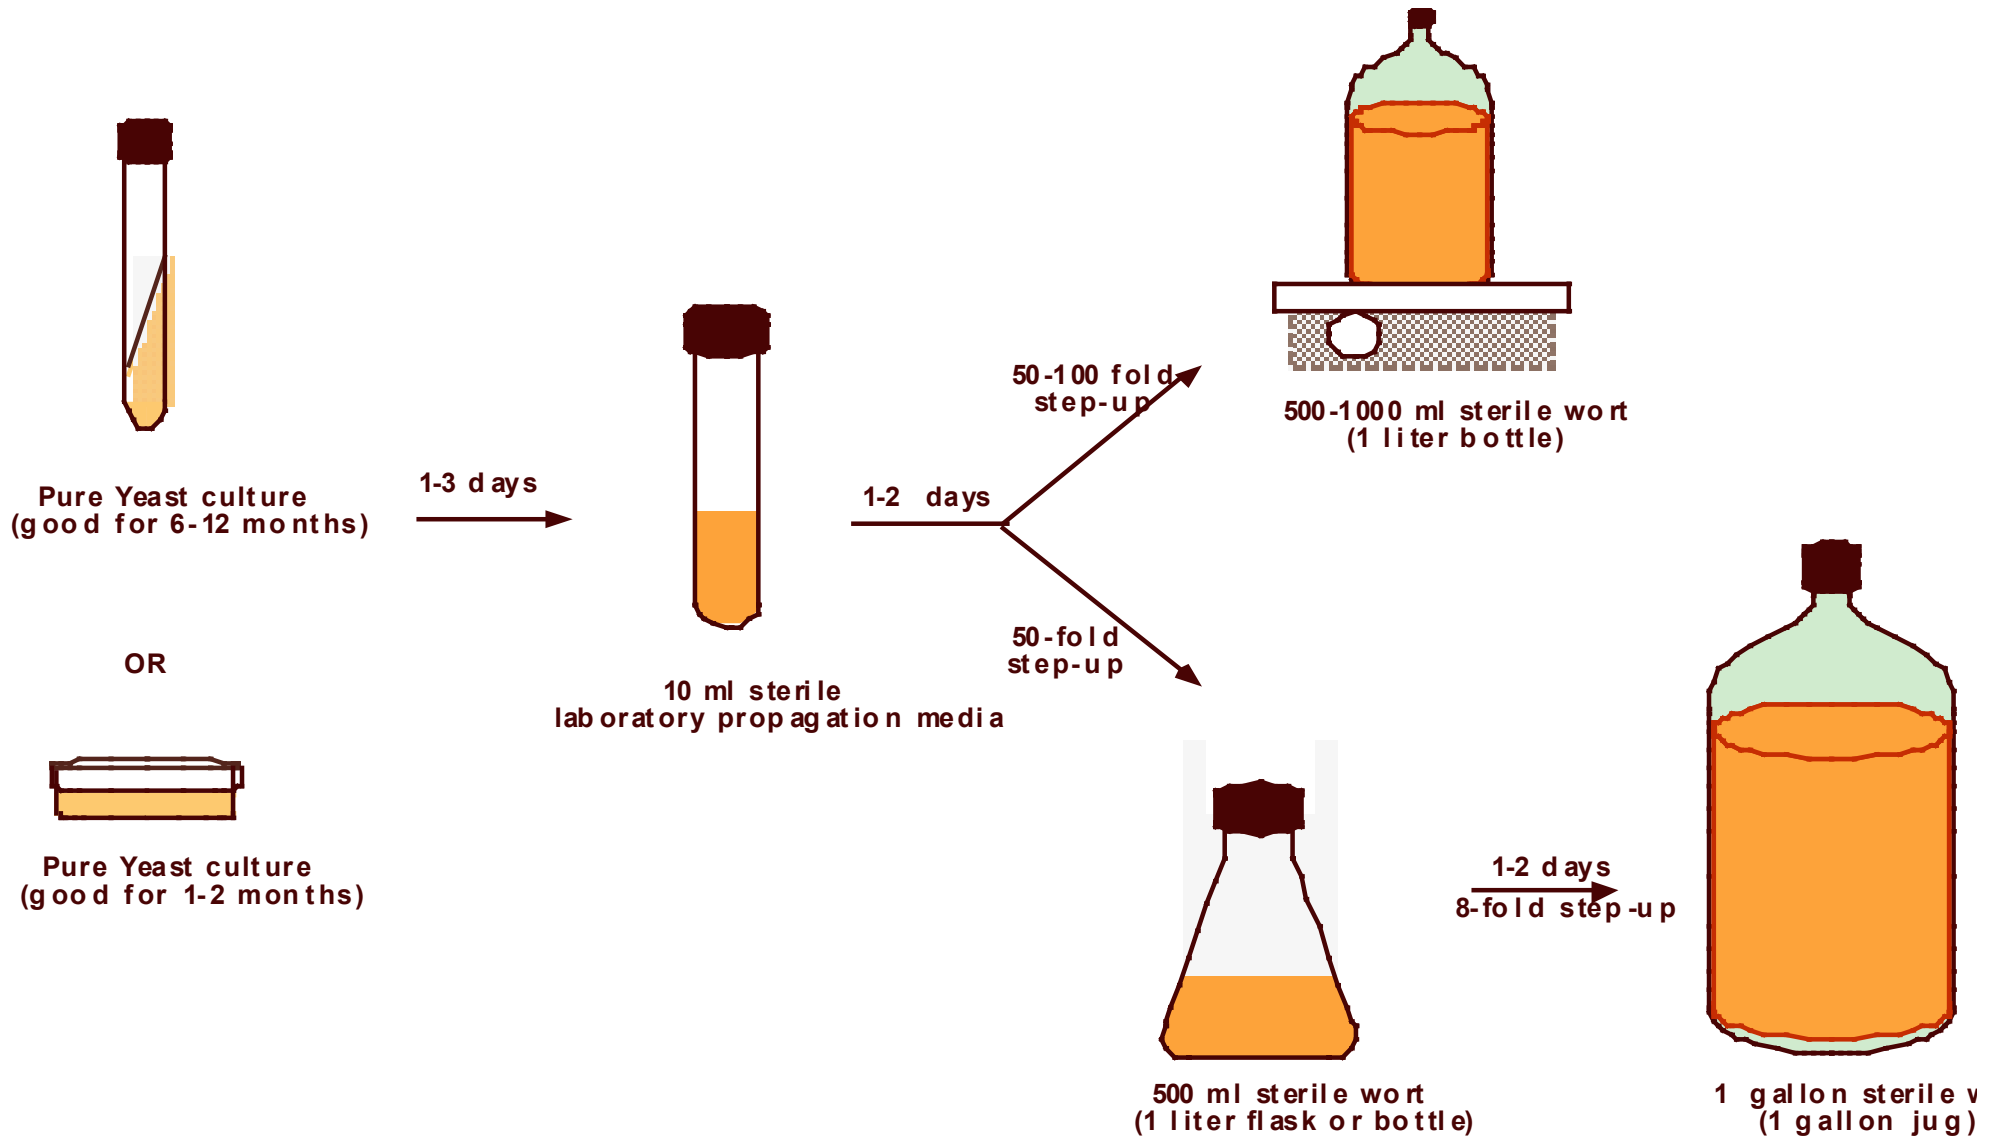 Pure Yeast culture
(good for 6-12 months)
OR
Pure Yeast culture
(good for 1-2 months)
1-3 days
10 ml sterile
laboratory propagation media
1-2 days
50-100 fold
step-up
500-1000 ml sterile wort
(1 liter bottle)
50-fold
step-up
500 ml sterile wort
(1 liter flask or bottle)
1-2 days
8-fold step-up
1 gallon sterile
(1 gallon jug)